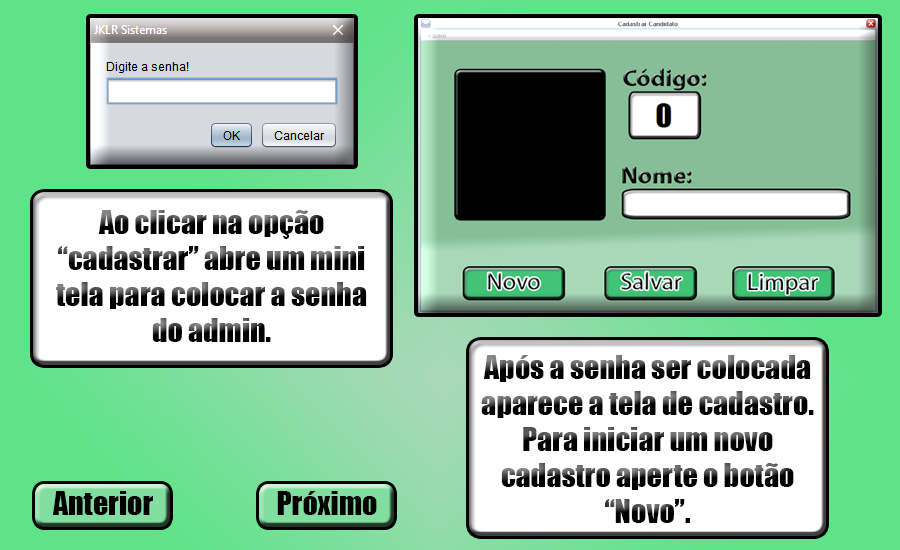 JKLR Sistemas
Digite a senha!
OK
Cancelar
Ao clicar na opção
“cadastrar” abre um mini
tela para colocar a senha
do admin.
Cadastrar Candidato
Código:
0
Nome:
Novo
Salvar
Limpar
Após a senha ser colocada
aparece a tela de cadastro.
Para iniciar um novo
cadastro aperte o botão
“Novo”.
Anterior
Próximo